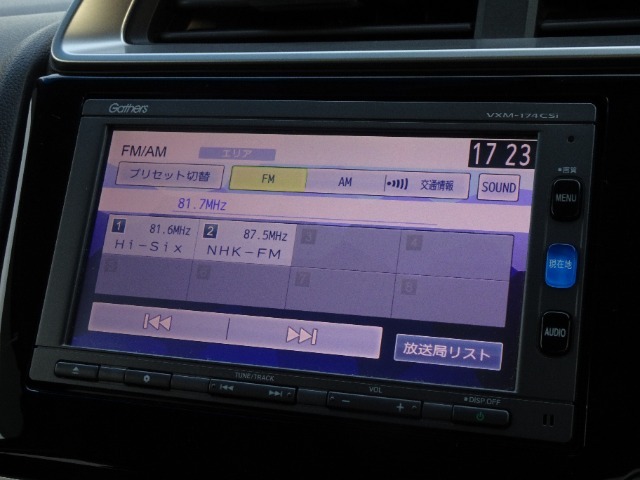 Gathers
VXM-174CSi
FM/AM
エリア
17 23
プリセット切替
FM
AM
交通情報
SOUND
81.7MHz
1 81.6MHz
Hi-Six
2 87.5MHz
NHK-FM
3
4
5
6
7
8
放送局リスト
画質
MENU
現在地
AUDIO
TUNE/TRACK
VOL
DISP OFF